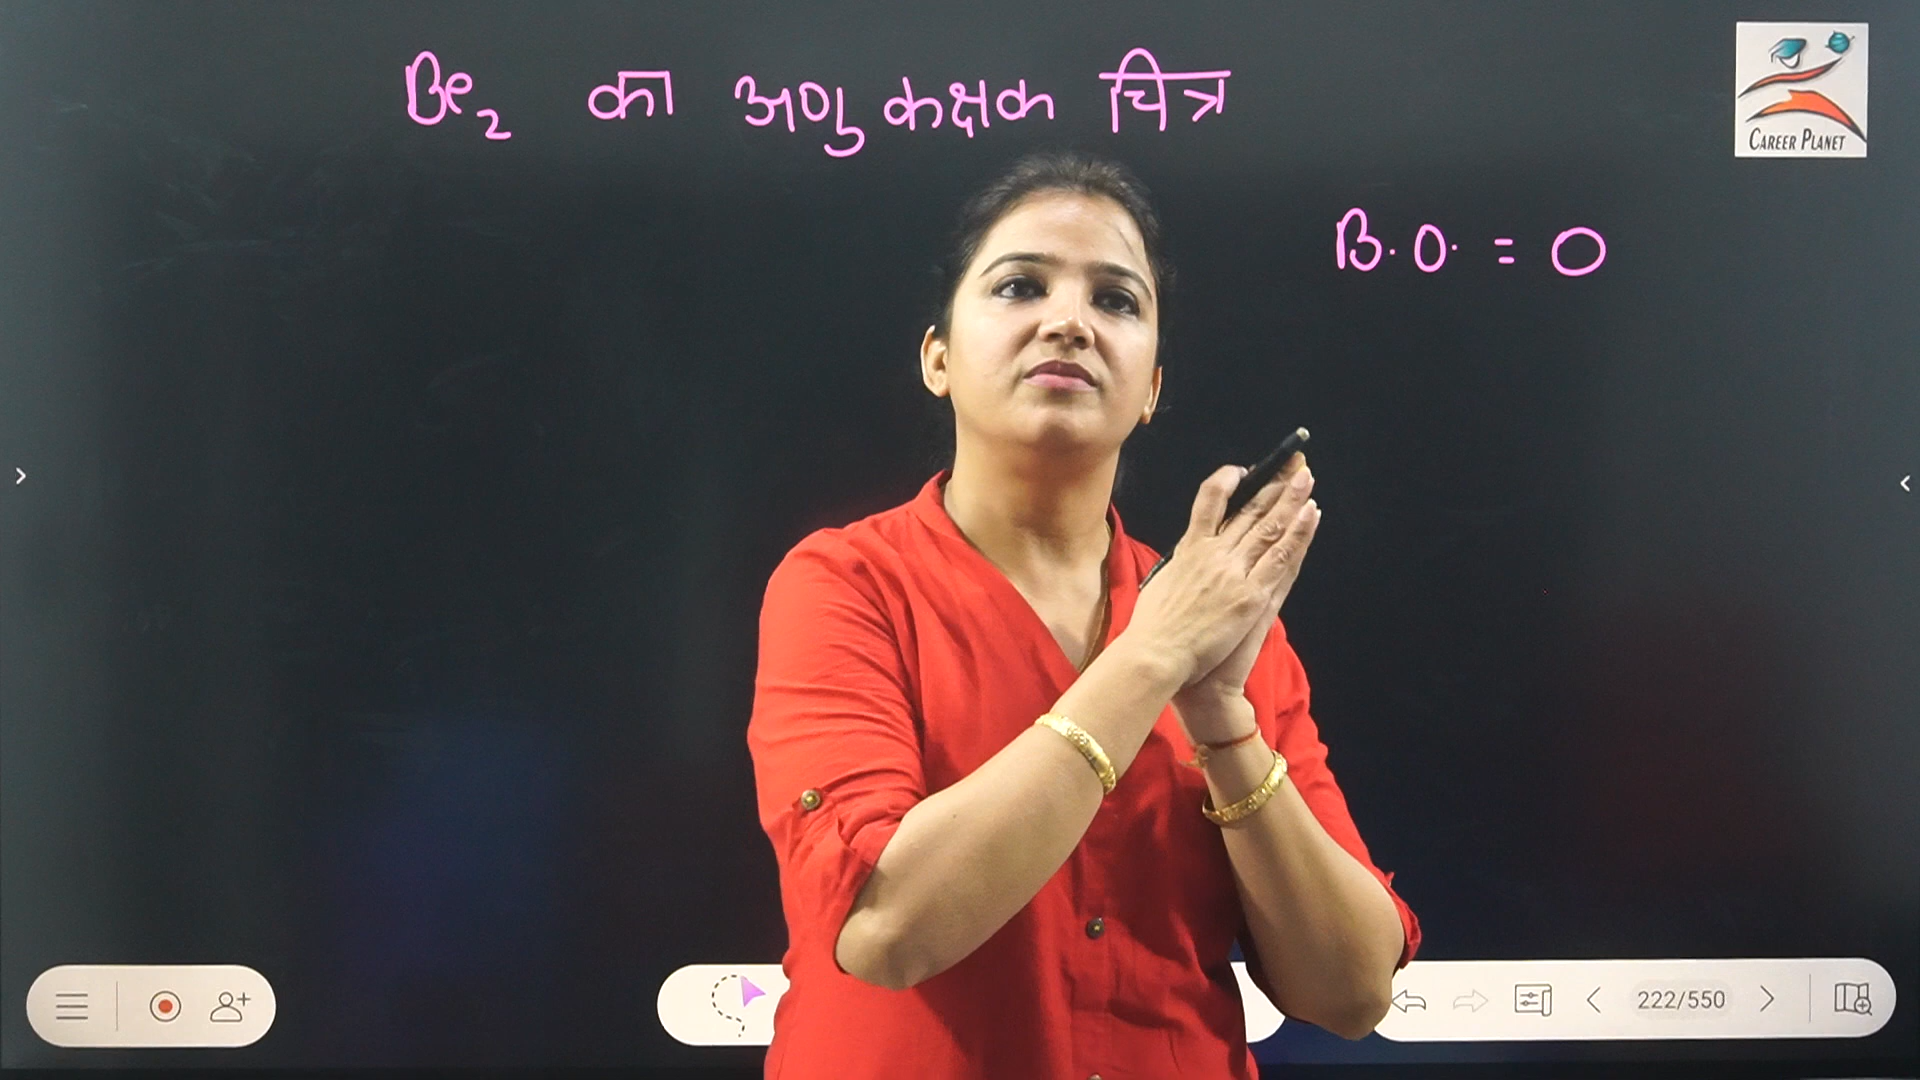 Be₂ का अणु कक्षक चित्र
B.O. = 0
CAREER PLANET
222/550